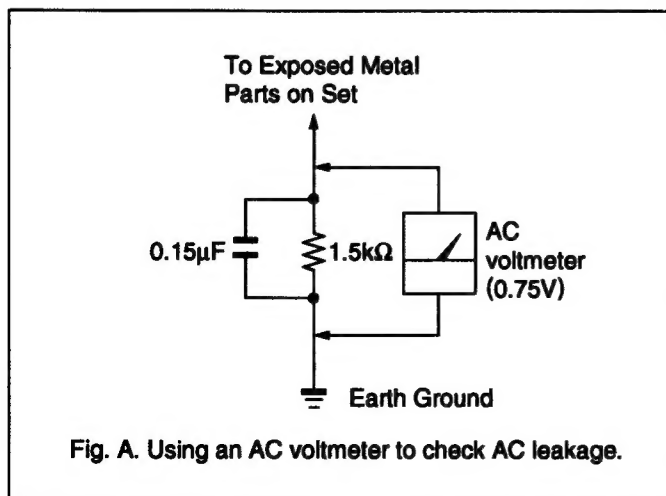 To Exposed Metal
Parts on Set
0.15µF
1.5kΩ
AC
voltmeter
(0.75V)
Earth Ground
Fig. A. Using an AC voltmeter to check AC leakage.